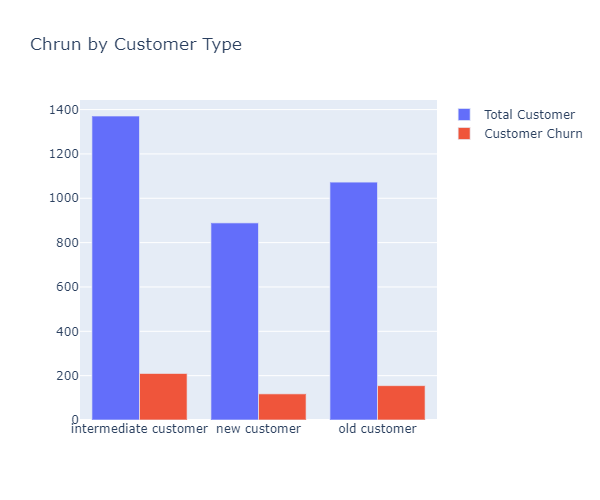 Chrun by Customer Type
1400
1200
1000
800
600
400
200
0
intermediate customer
new customer
old customer
Total Customer
Customer Churn